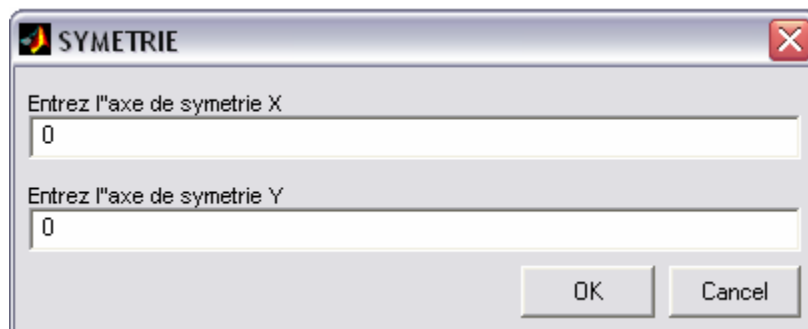 SYMETRIE
Entrez l"axe de symetrie X
0
Entrez l"axe de symetrie Y
0
OK Cancel